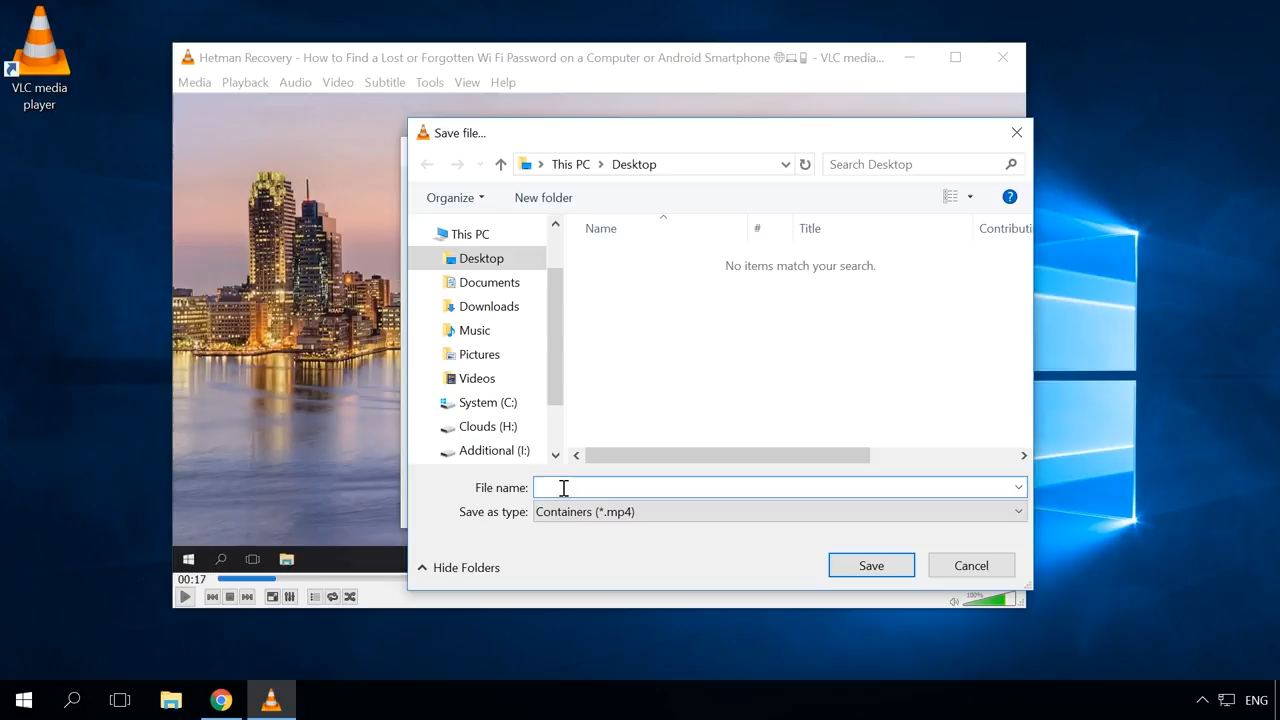 VLC media
player
Hetman Recovery - How to Find a Lost or Forgotten Wi Fi Password on a Computer or Android Smartphone - VLC media...
Media Playback Audio Video Subtitle Tools View Help
Save file...
This PC Desktop
Search Desktop
Organize New folder
Name # Title Contributi
No items match your search.
This PC
Desktop
Documents
Downloads
Music
Pictures
Videos
System (C:)
Clouds (H:)
Additional (I:)
File name:
Save as type: Containers (*.mp4)
Hide Folders Save Cancel
00:17
100%
ENG